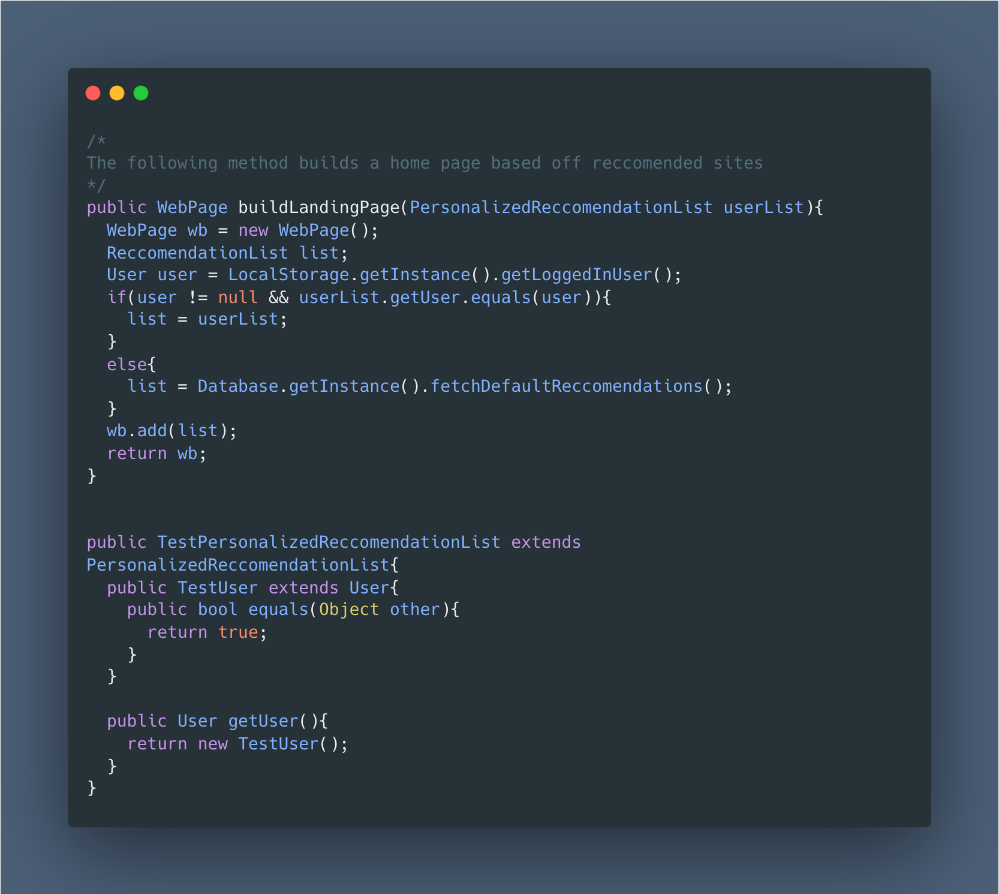 /*
The following method builds a home page based off reccomended sites
*/
public WebPage buildLandingPage(PersonalizedReccomendationList userList){
  WebPage wb = new WebPage();
  ReccomendationList list;
  User user = LocalStorage.getInstance().getLoggedInUser();
  if(user != null && userList.getUser.equals(user)){
    list = userList;
  }
  else{
    list = Database.getInstance().fetchDefaultReccomendations();
  }
  wb.add(list);
  return wb;
}
public TestPersonalizedReccomendationList extends
PersonalizedReccomendationList{
  public TestUser extends User{
    public bool equals(Object other){
      return true;
    }
  }
  public User getUser(){
    return new TestUser();
  }
}